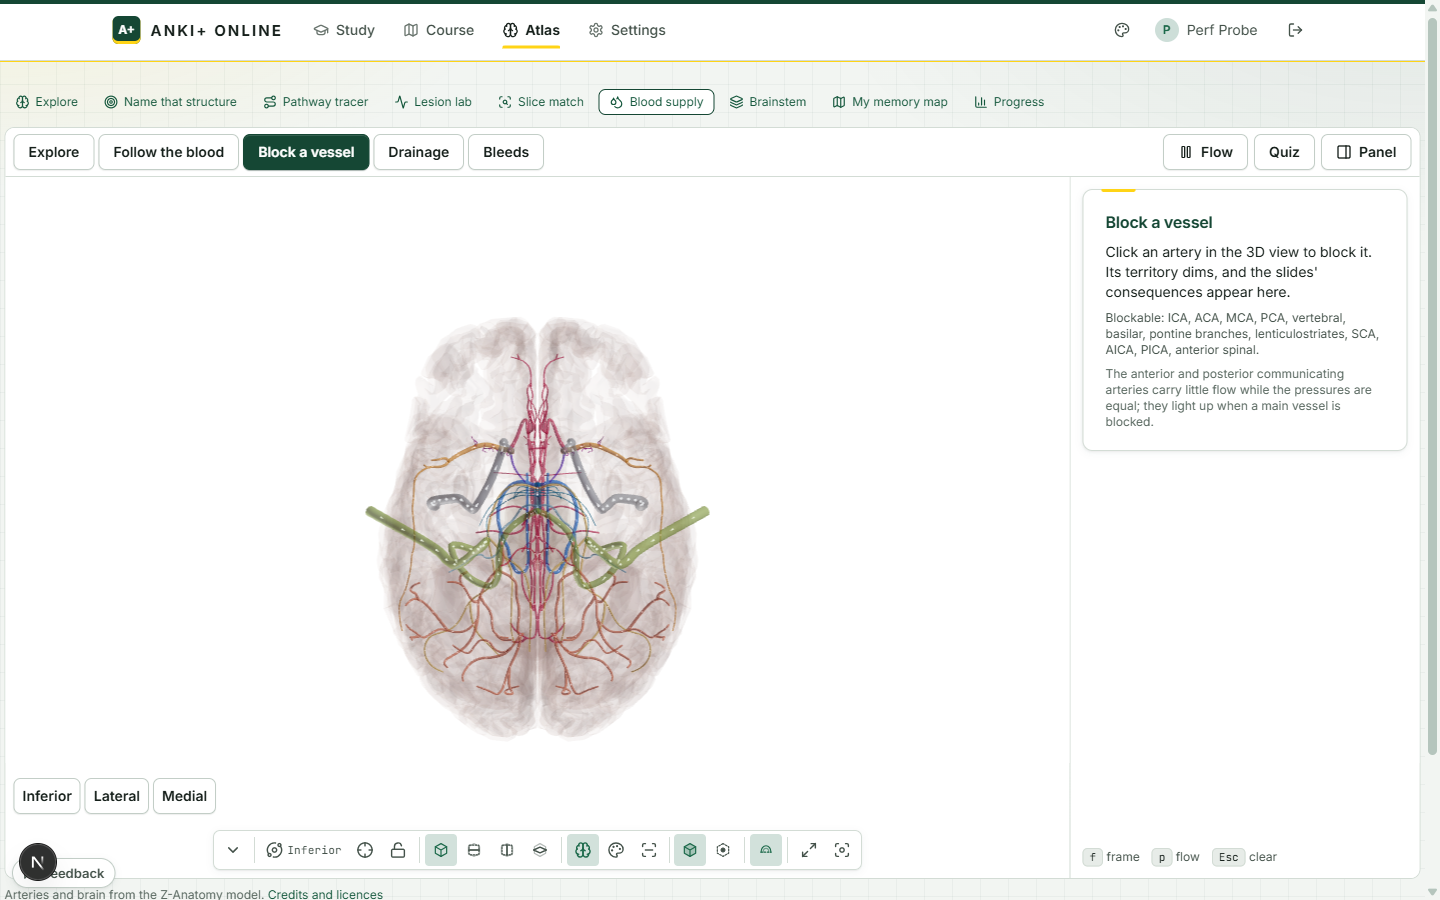 A+ ANKI+ ONLINE Study Course Atlas Settings P Perf Probe
Explore Name that structure Pathway tracer Lesion lab Slice match Blood supply Brainstem My memory map Progress
Explore Follow the blood Block a vessel Drainage Bleeds Flow Quiz Panel
Block a vessel
Click an artery in the 3D view to block it.
Its territory dims, and the slides'
consequences appear here.
Blockable: ICA, ACA, MCA, PCA, vertebral,
basilar, pontine branches, lenticulostriates, SCA,
AICA, PICA, anterior spinal.
The anterior and posterior communicating
arteries carry little flow while the pressures are
equal; they light up when a main vessel is
blocked.
Inferior Lateral Medial
Inferior
f frame p flow Esc clear
N eedback
Arteries and brain from the Z-Anatomy model. Credits and licences